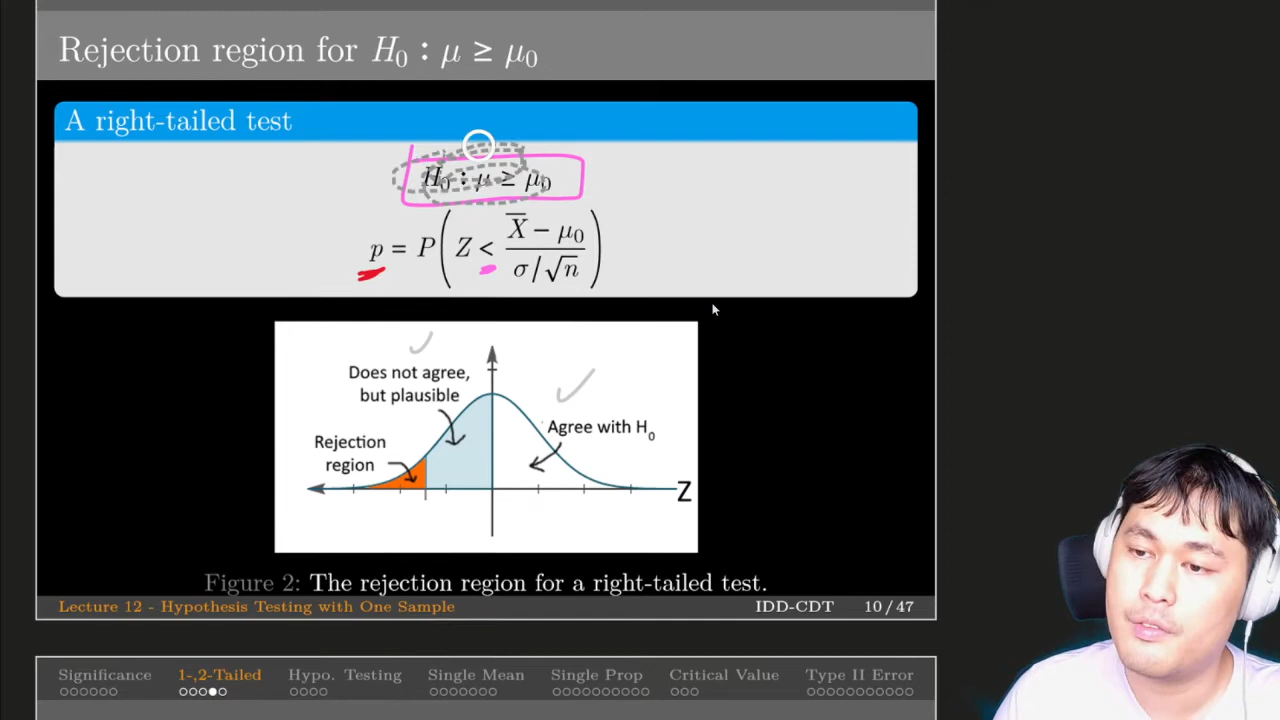 Rejection region for H₀ : μ ≥ μ₀
A right-tailed test
H₀ : μ ≥ μ₀
p = P( Z < (X̅ − μ₀) / (σ/√n) )
Does not agree,
but plausible
Agree with H₀
Rejection
region
Z
Figure 2: The rejection region for a right-tailed test.
Lecture 12 - Hypothesis Testing with One Sample IDD-CDT 10/47
Significance 1-,2-Tailed Hypo. Testing Single Mean Single Prop Critical Value Type II Error